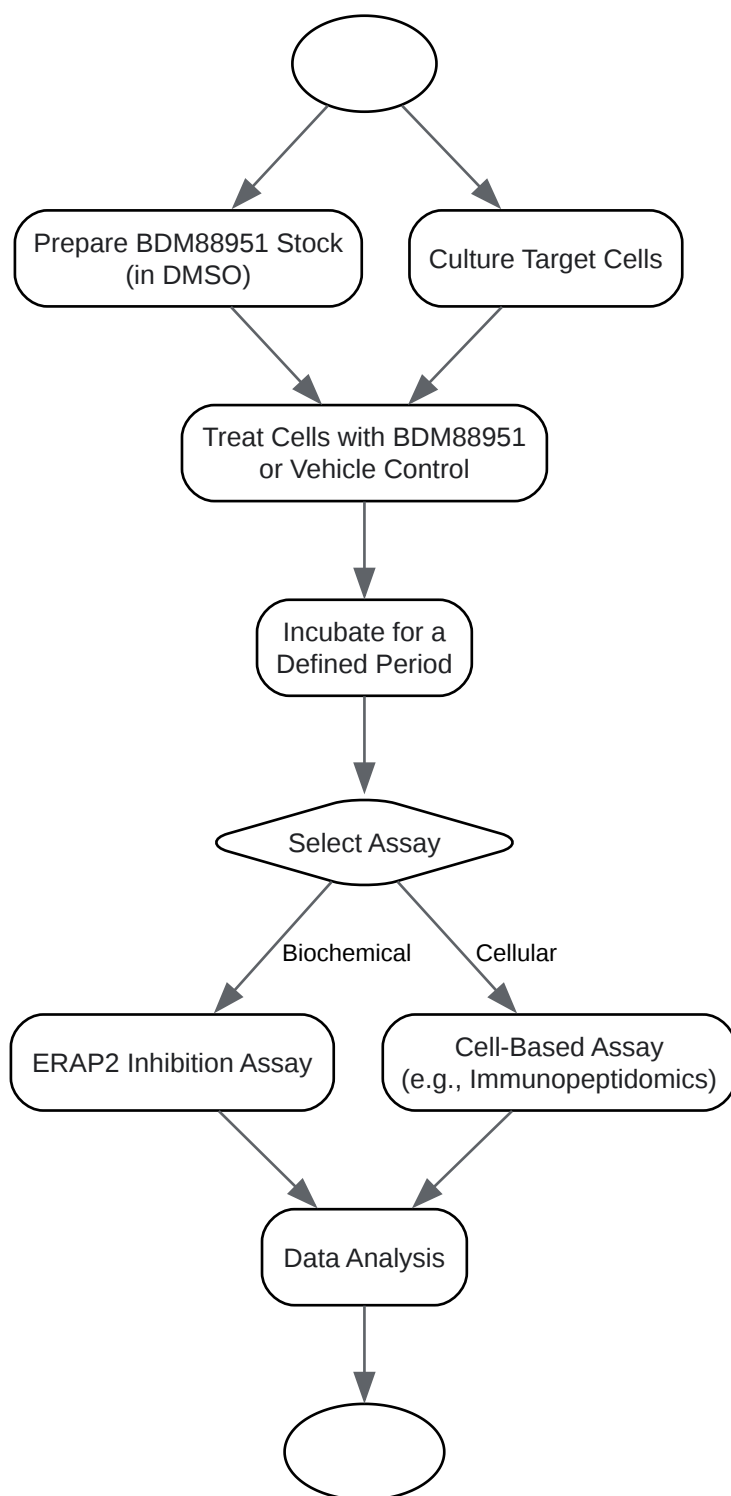 Prepare BDM88951 Stock
(in DMSO)
Culture Target Cells
Treat Cells with BDM88951
or Vehicle Control
Incubate for a
Defined Period
Select Assay
Biochemical
Cellular
ERAP2 Inhibition Assay
Cell-Based Assay
(e.g., Immunopeptidomics)
Data Analysis